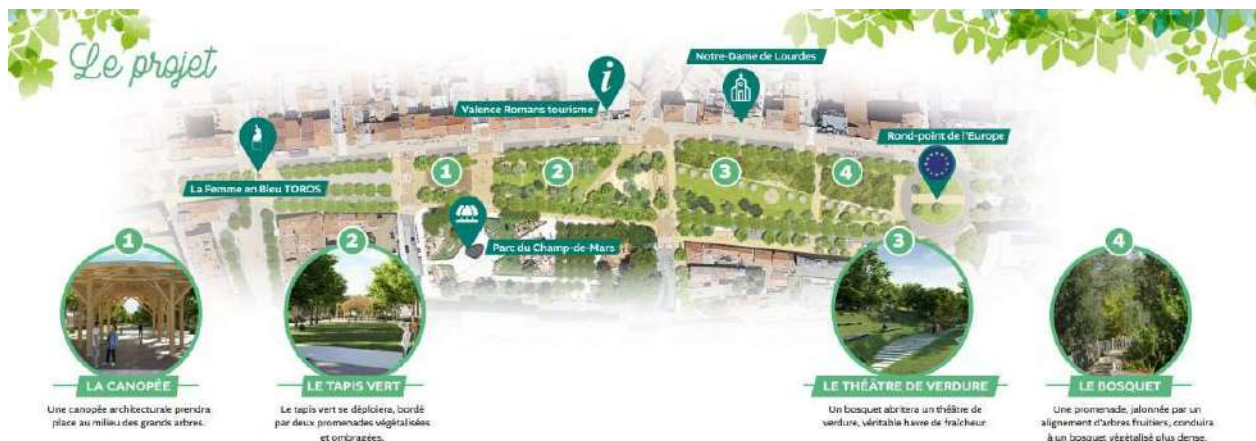 Le projet
Notre-Dame de Lourdes
i
Valence Romans tourisme
Rond-point de l'Europe
La Femme en Bleu TOROS
1
2
3
4
Parc du Champ-de-Mars
1
LA CANOPÉE
Une canopée architecturale prendra
place au milieu des grands arbres.
2
LE TAPIS VERT
Le tapis vert se déploiera, bordé
par deux promenades végétalisées
et ombragées.
3
LE THÉÂTRE DE VERDURE
Un bosquet abritera un théâtre de
verdure, véritable havre de fraîcheur.
4
LE BOSQUET
Une promenade, jalonnée par un
alignement d'arbres fruitiers, conduira
à un bosquet végétalisé plus dense.